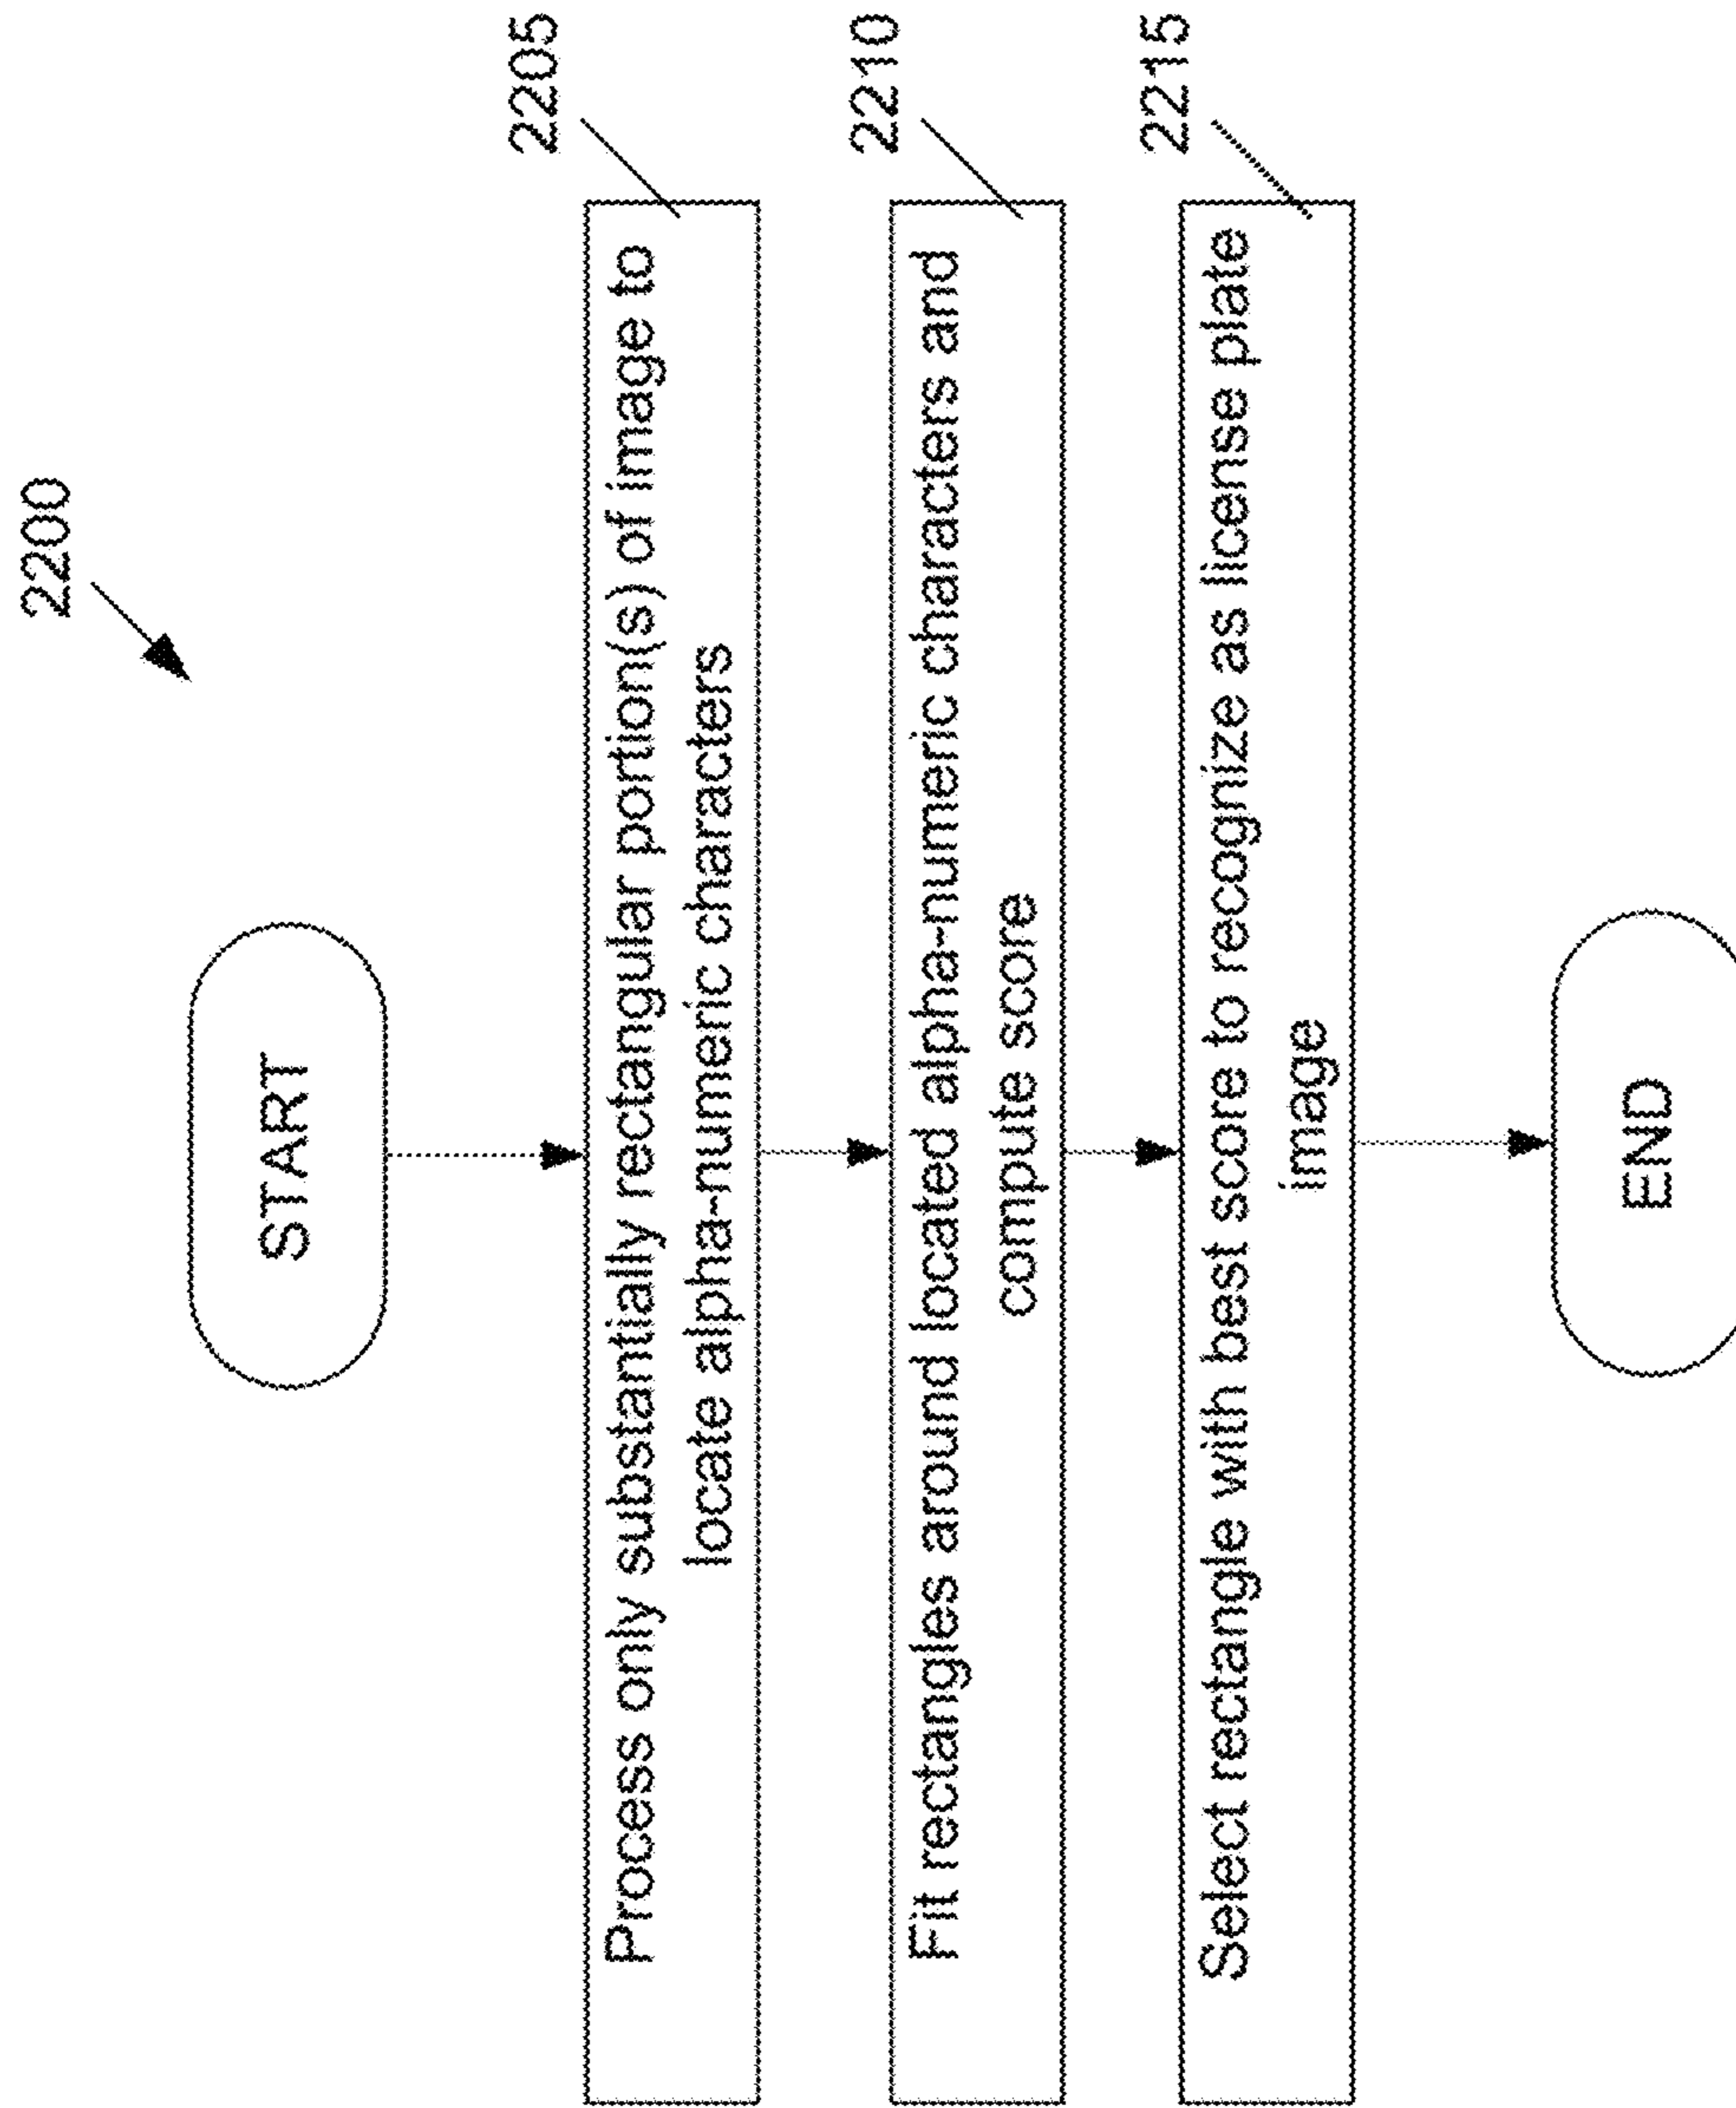 2200
START
2205
Process only substantially rectangular portion(s) of image to
locate alpha-numeric characters
2210
Fit rectangles around located alpha-numeric characters and
compute score
2215
Select rectangle with best score to recognize as license plate
image
END